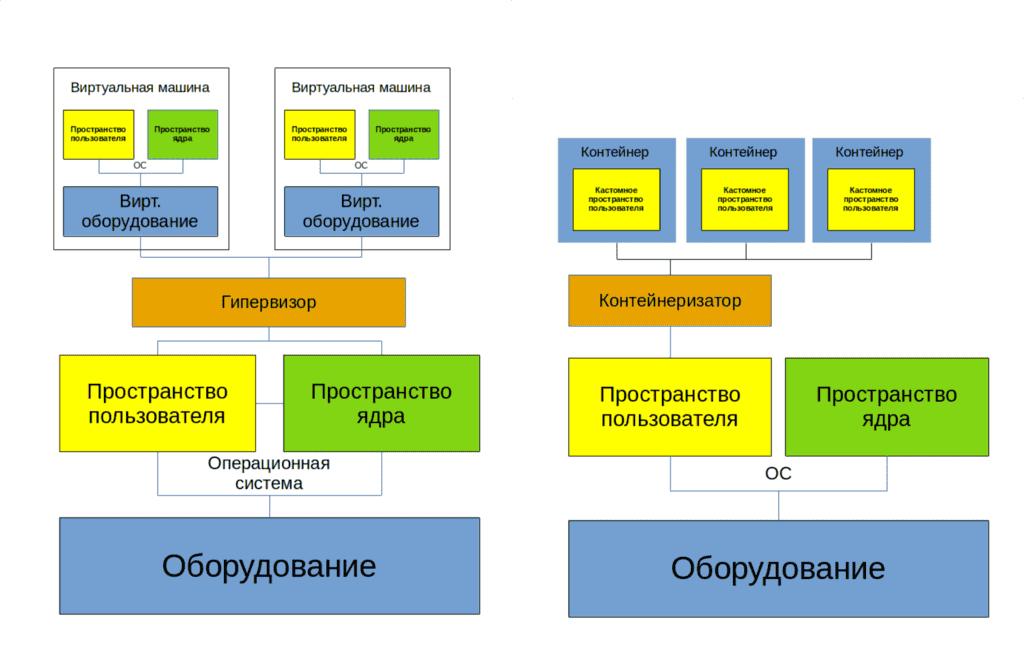 Виртуальная машина
Пространство
пользователя
Пространство
ядра
ОС
Вирт.
оборудование
Виртуальная машина
Пространство
пользователя
Пространство
ядра
ОС
Вирт.
оборудование
Гипервизор
Пространство
пользователя
Пространство
ядра
Операционная
система
Оборудование
Контейнер
Кастомное
пространство
пользователя
Контейнер
Кастомное
пространство
пользователя
Контейнер
Кастомное
пространство
пользователя
Контейнеризатор
Пространство
пользователя
Пространство
ядра
ОС
Оборудование